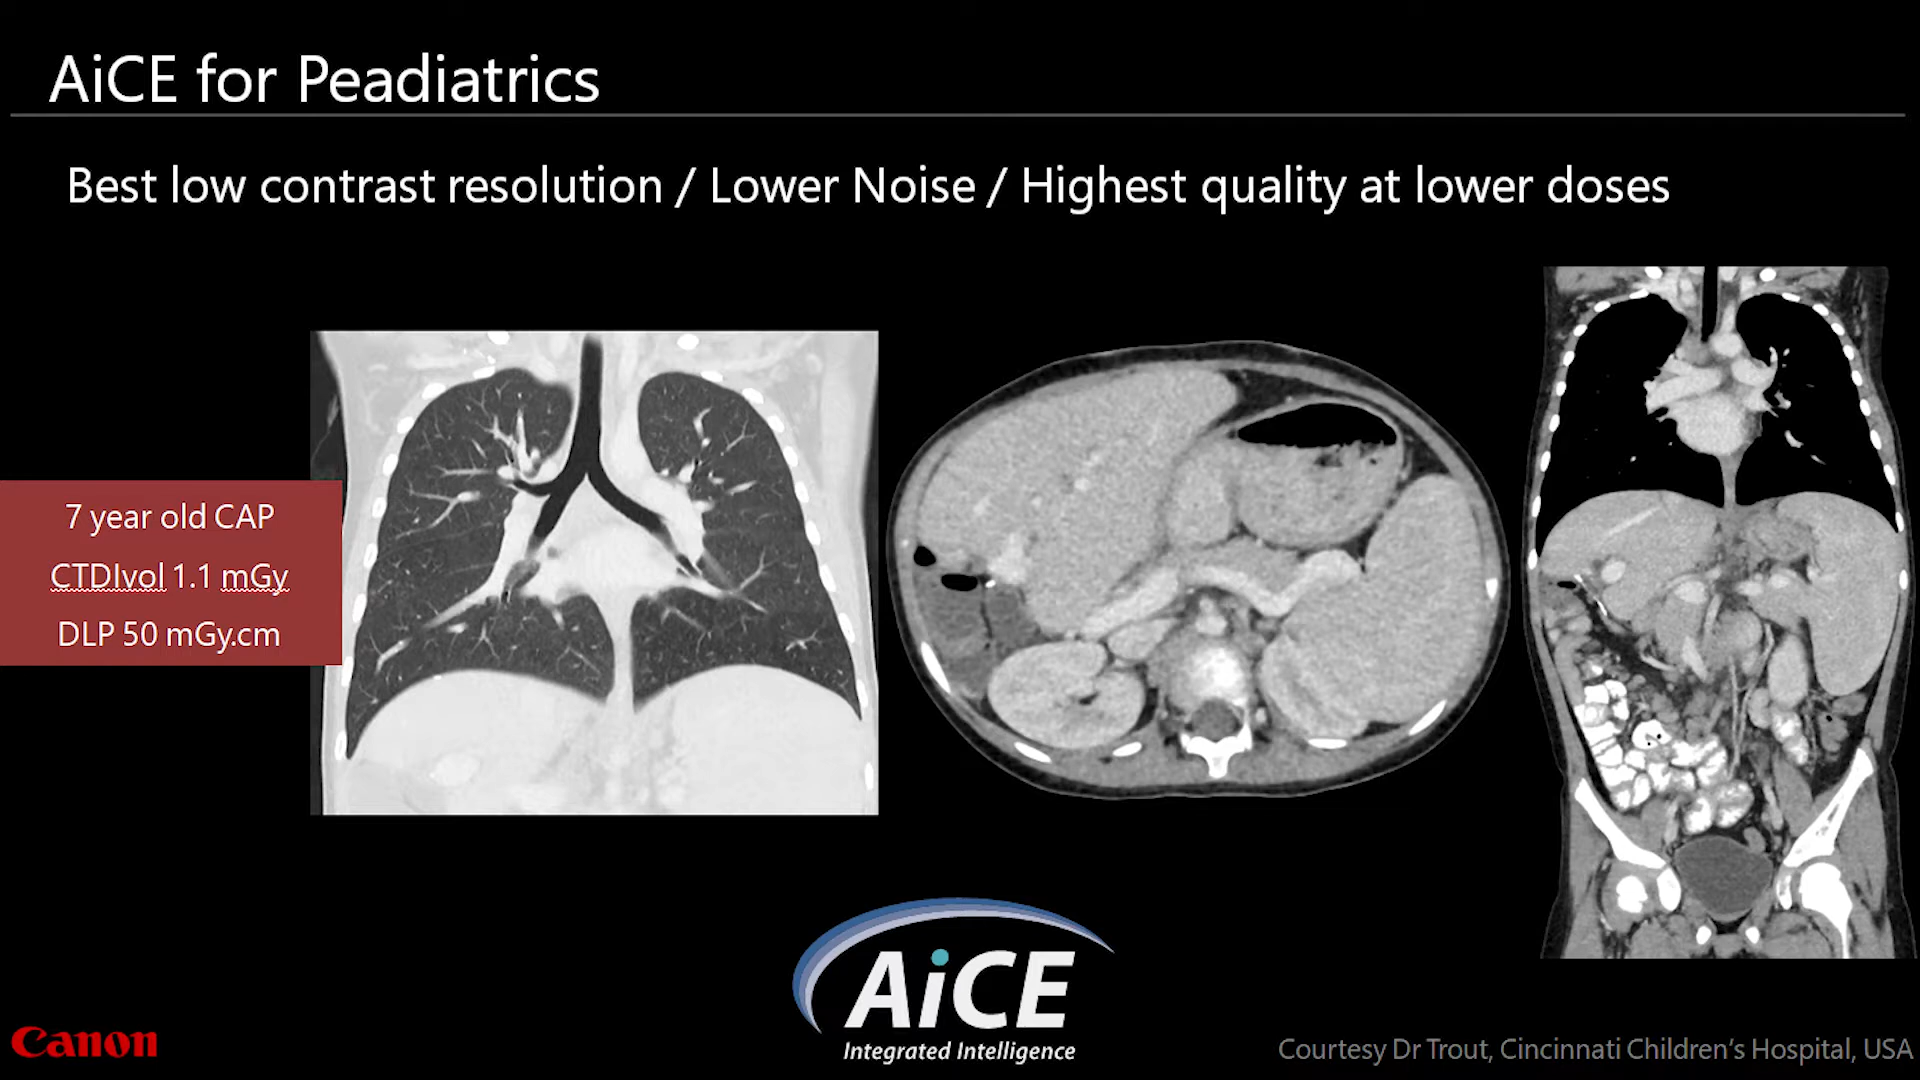 AiCE for Peadiatrics
Best low contrast resolution / Lower Noise / Highest quality at lower doses
7 year old CAP
CTDIvol 1.1 mGy
DLP 50 mGy.cm
AiCE
Integrated Intelligence
Canon
Courtesy Dr Trout, Cincinnati Children's Hospital, USA